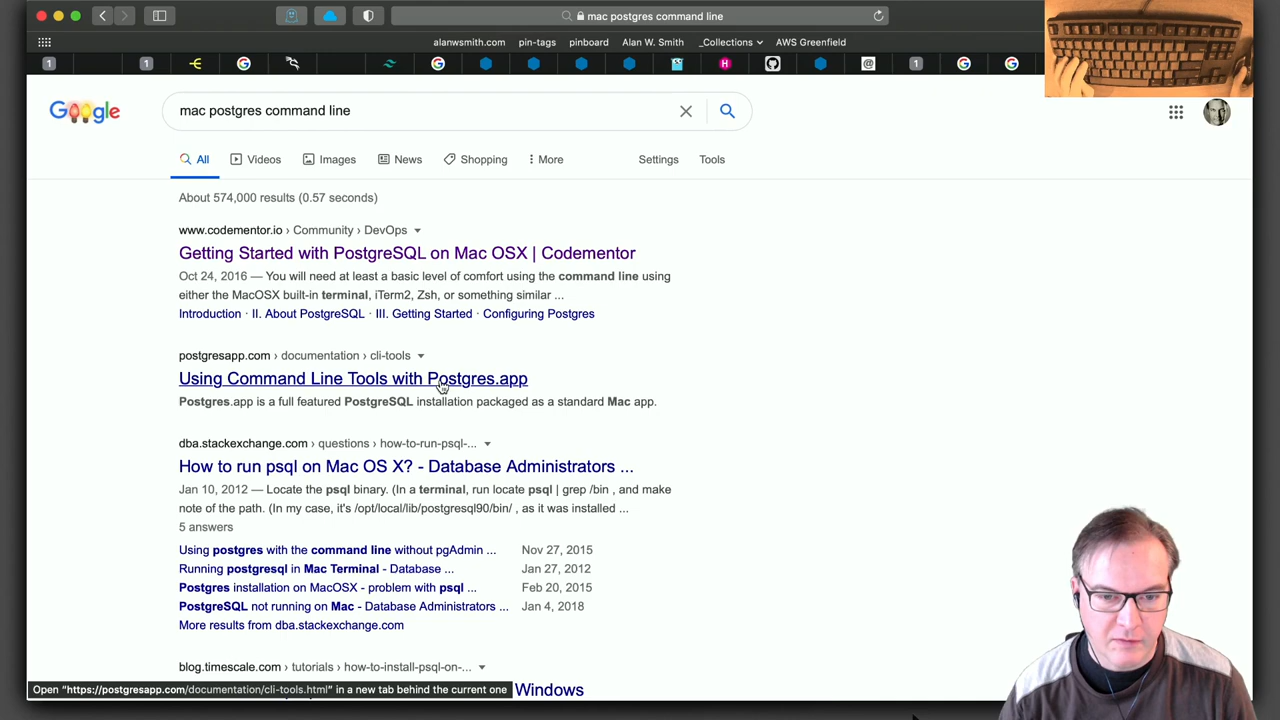 mac postgres command line
alanwsmith.com pin-tags pinboard Alan W. Smith _Collections AWS Greenfield
1 1 1
Google mac postgres command line
All Videos Images News Shopping More Settings Tools
About 574,000 results (0.57 seconds)
www.codementor.io › Community › DevOps
Getting Started with PostgreSQL on Mac OSX | Codementor
Oct 24, 2016 — You will need at least a basic level of comfort using the command line using
either the MacOSX built-in terminal, iTerm2, Zsh, or something similar ...
Introduction · II. About PostgreSQL · III. Getting Started · Configuring Postgres
postgresapp.com › documentation › cli-tools
Using Command Line Tools with Postgres.app
Postgres.app is a full featured PostgreSQL installation packaged as a standard Mac app.
dba.stackexchange.com › questions › how-to-run-psql-...
How to run psql on Mac OS X? - Database Administrators ...
Jan 10, 2012 — Locate the psql binary. (In a terminal, run locate psql | grep /bin , and make
note of the path. (In my case, it's /opt/local/lib/postgresql90/bin/ , as it was installed ...
5 answers
Using postgres with the command line without pgAdmin ... Nov 27, 2015
Running postgresql in Mac Terminal - Database ... Jan 27, 2012
Postgres installation on MacOSX - problem with psql ... Feb 20, 2015
PostgreSQL not running on Mac - Database Administrators ... Jan 4, 2018
More results from dba.stackexchange.com
blog.timescale.com › tutorials › how-to-install-psql-on-...
Windows
Open "https://postgresapp.com/documentation/cli-tools.html" in a new tab behind the current one